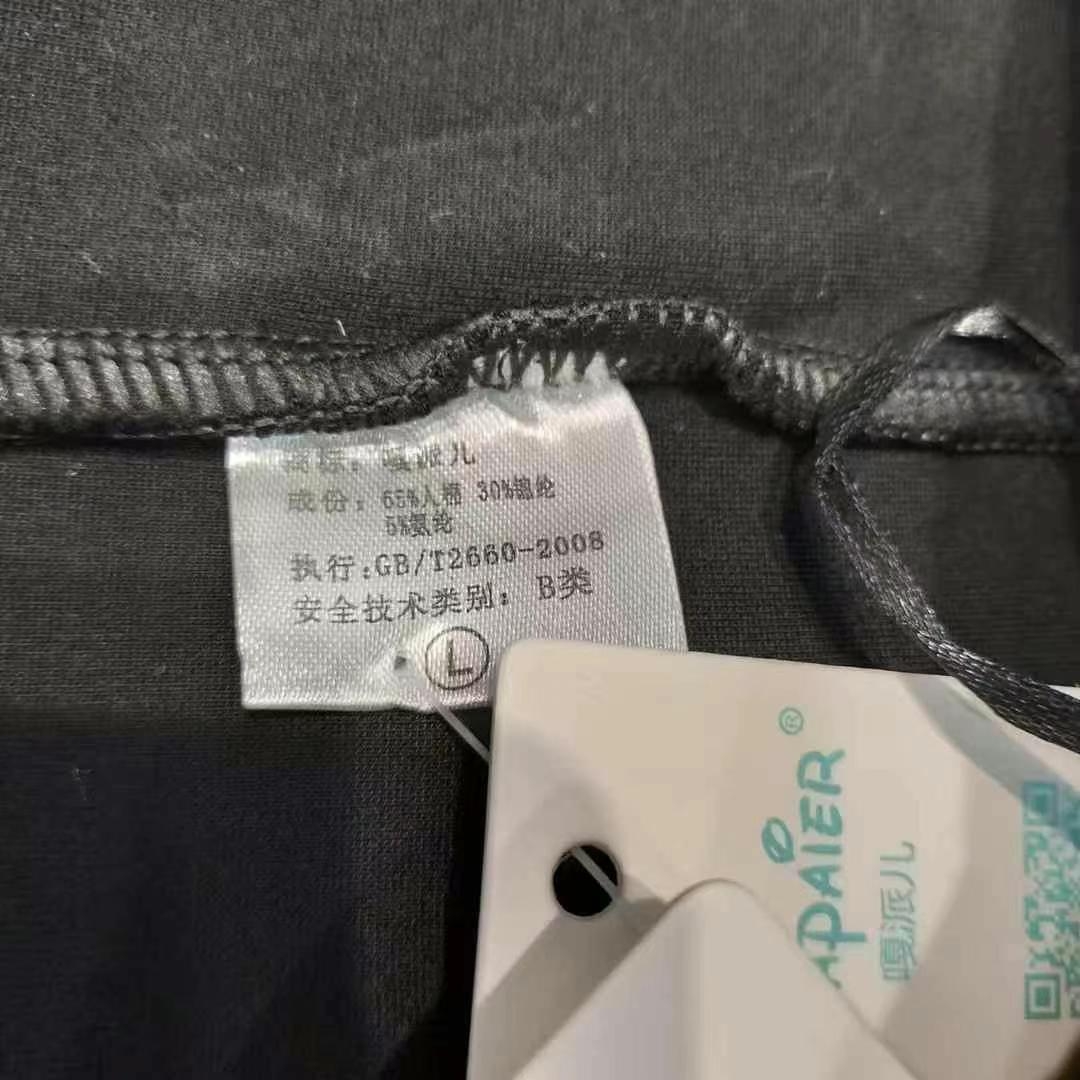 商标：嘎派儿
成份：65%人棉 30%锦纶
5%氨纶
执行:GB/T2660-2008
安全技术类别：B类
L
APAIER®
嘎派儿